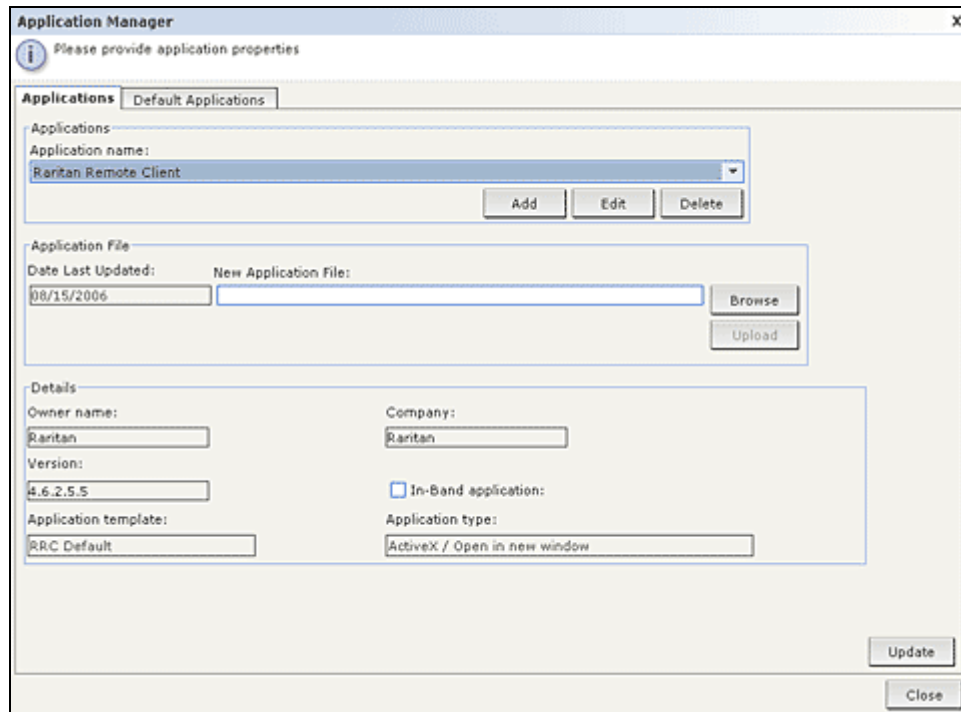 Application Manager X
Please provide application properties
Applications Default Applications
Applications
Application name:
Raritan Remote Client
Add Edit Delete
Application File
Date Last Updated: New Application File:
08/15/2006 Browse
Upload
Details
Owner name: Company:
Raritan Raritan
Version:
4.6.2.5.5 In-Band application:
Application template: Application type:
RRC Default ActiveX / Open in new window
Update
Close